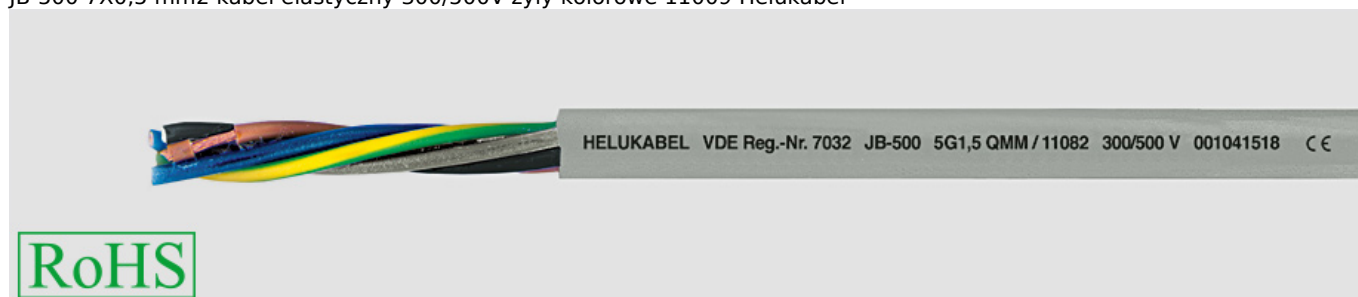 JB-500 7X0,5 mm2 kabel elastyczny 300/500V żyły kolorowe 11009 Helukabel
HELUKABEL VDE Reg.-Nr. 7032 JB-500 5G1,5 QMM / 11082 300/500 V 001041518 CE
RoHS